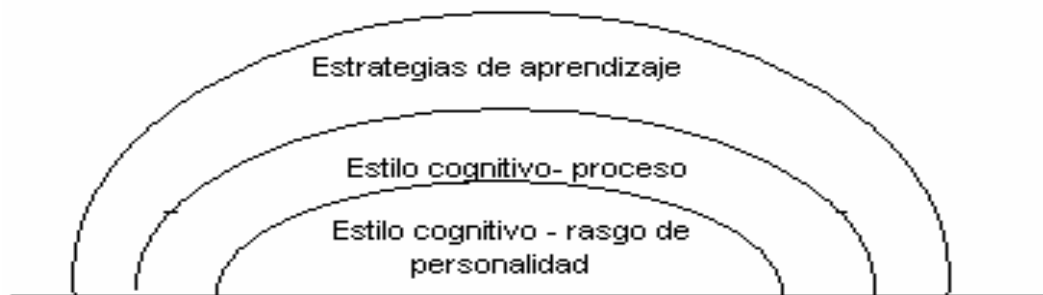 Estrategias de aprendizaje
Estilo cognitivo- proceso
Estilo cognitivo - rasgo de
personalidad